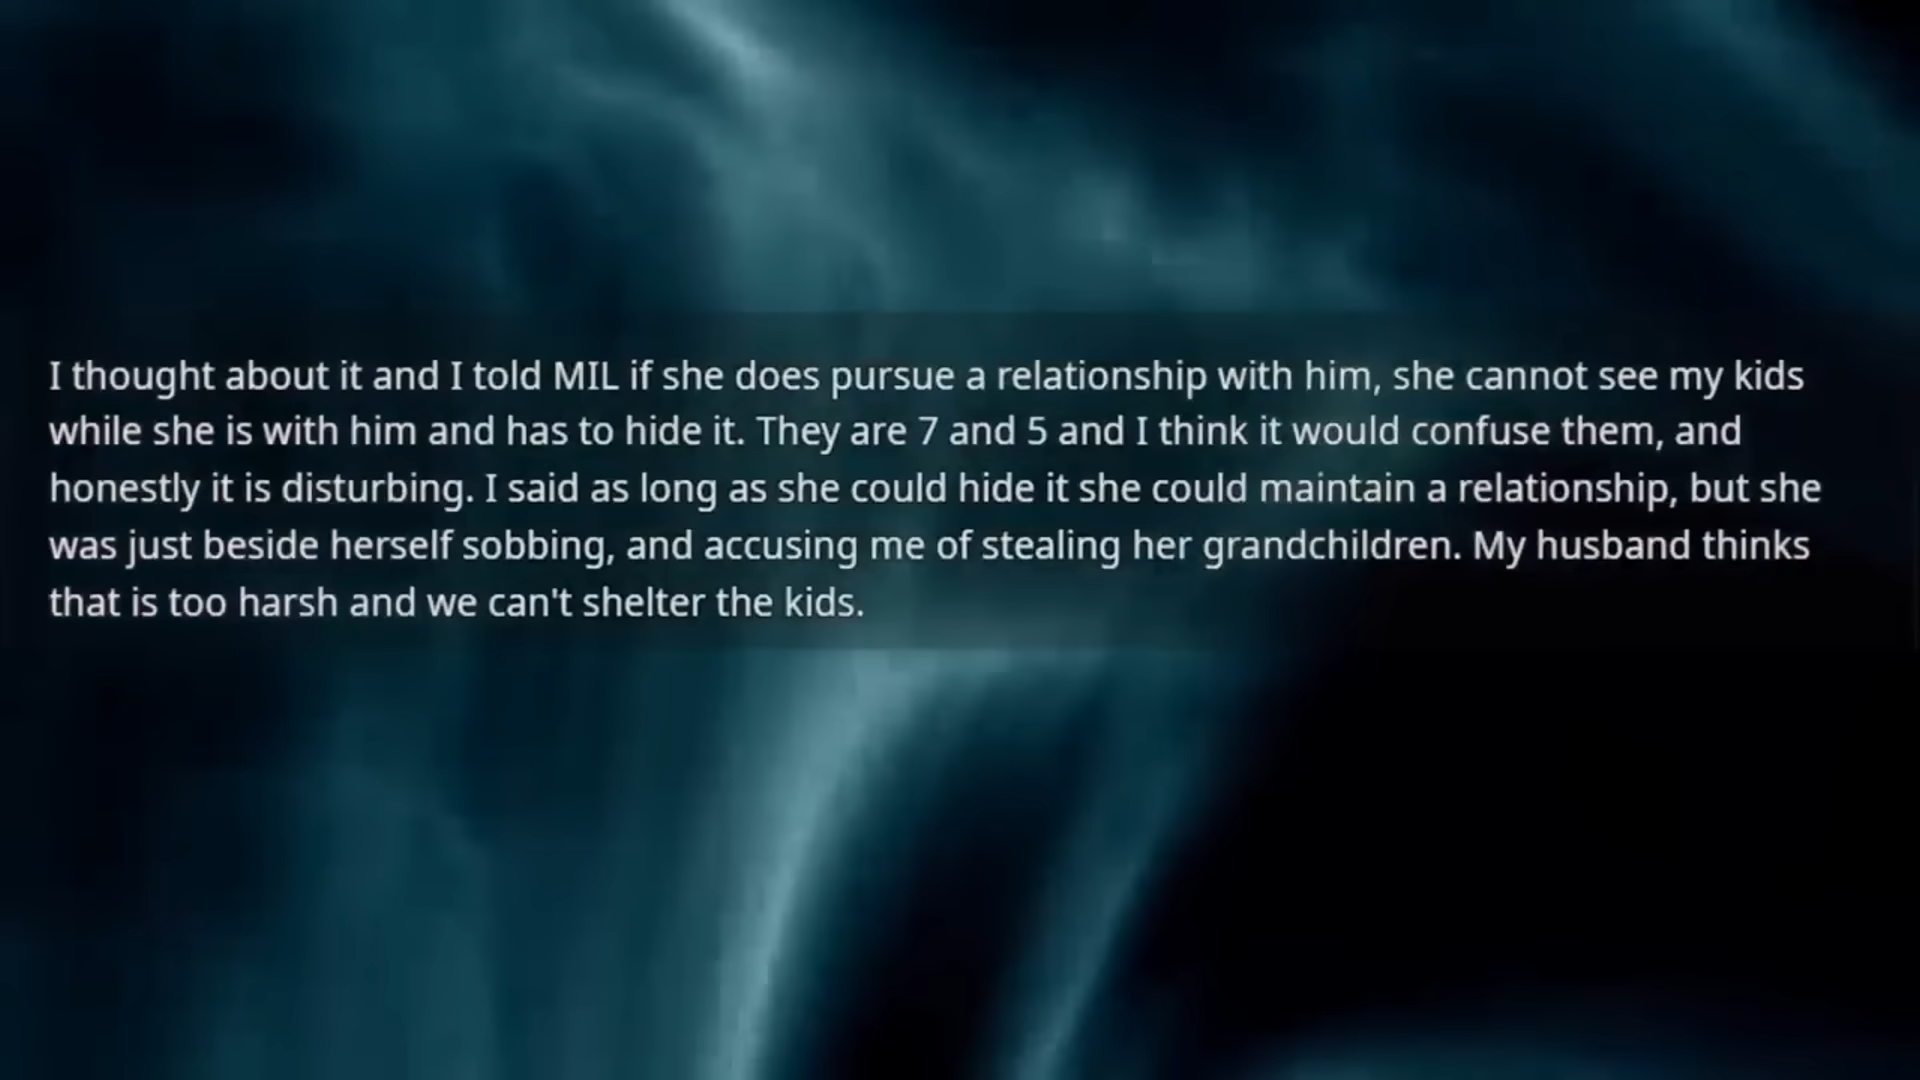 I thought about it and I told MIL if she does pursue a relationship with him, she cannot see my kids
while she is with him and has to hide it. They are 7 and 5 and I think it would confuse them, and
honestly it is disturbing. I said as long as she could hide it she could maintain a relationship, but she
was just beside herself sobbing, and accusing me of stealing her grandchildren. My husband thinks
that is too harsh and we can't shelter the kids.